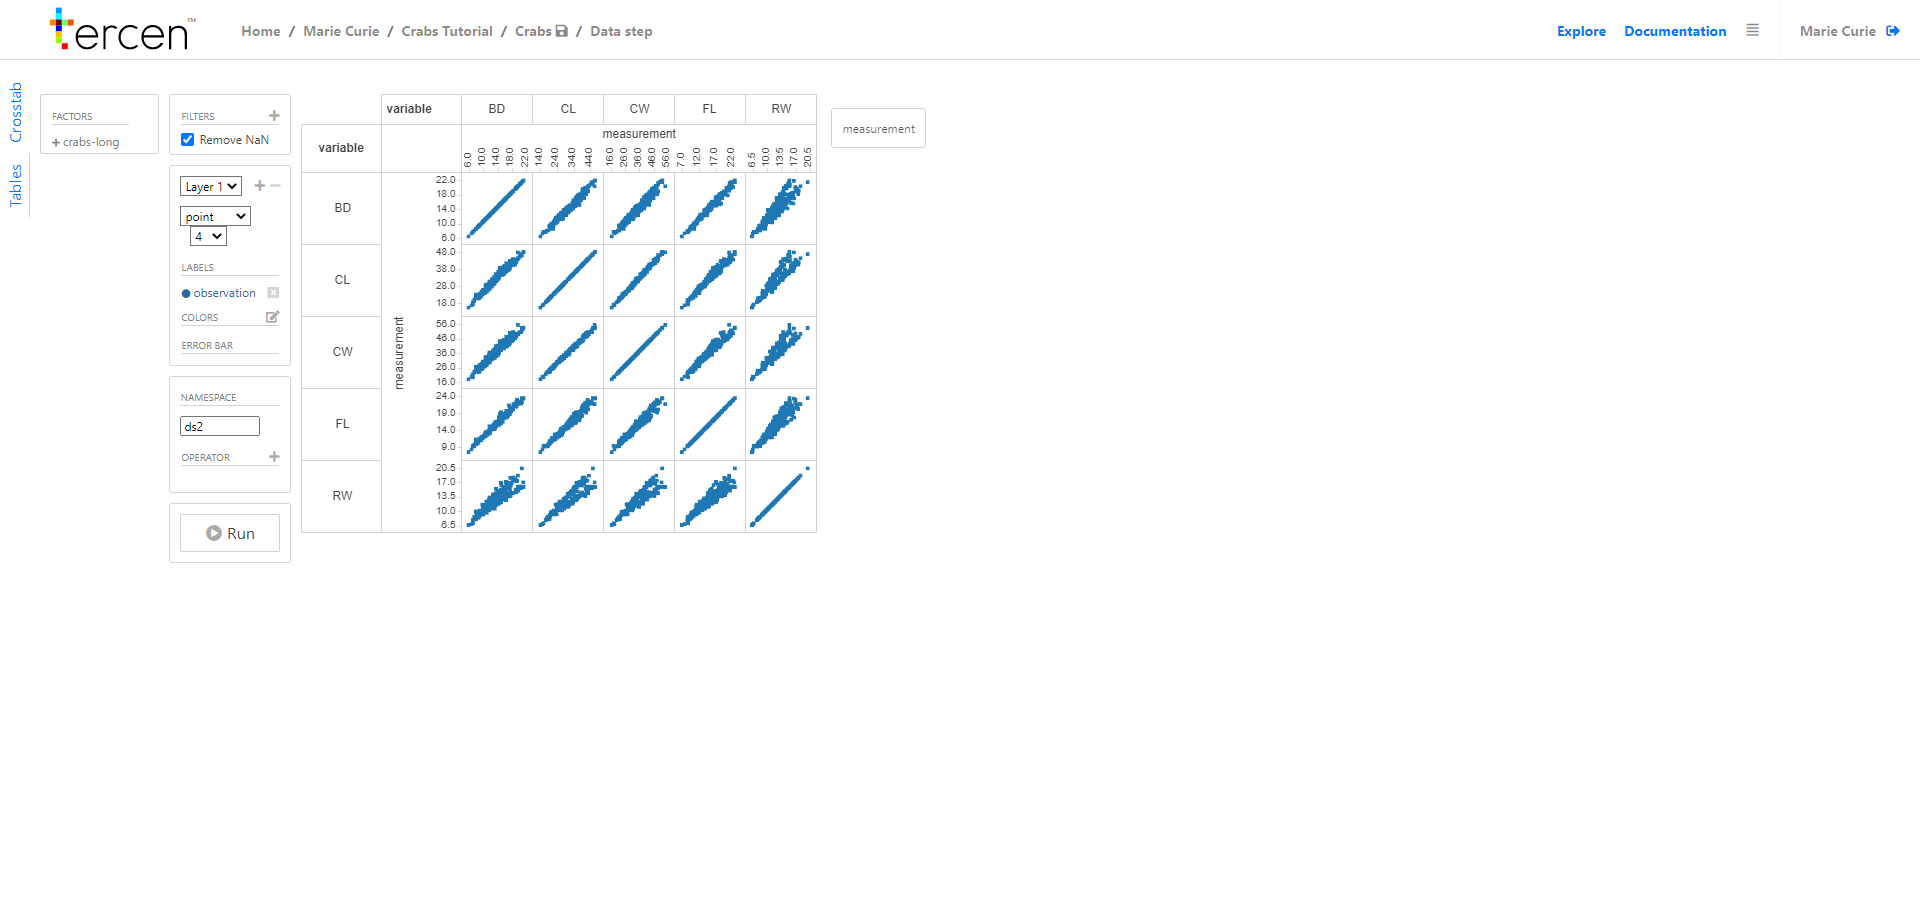 tercen™
Home / Marie Curie / Crabs Tutorial / Crabs / Data step
Explore Documentation Marie Curie
Crosstab
Tables
FACTORS
+ crabs-long
FILTERS +
Remove NaN
Layer 1 + −
point
4
LABELS
observation
COLORS
ERROR BAR
NAMESPACE
ds2
OPERATOR +
Run
variable BD CL CW FL RW
variable
measurement
6.0 10.0 14.0 18.0 22.0 14.0 24.0 34.0 44.0 16.0 26.0 36.0 46.0 56.0 7.0 12.0 17.0 22.0 6.5 10.0 13.5 17.0 20.5
measurement
BD
22.0
18.0
14.0
10.0
6.0
CL
48.0
38.0
28.0
18.0
CW
56.0
46.0
36.0
26.0
16.0
FL
24.0
19.0
14.0
9.0
RW
20.5
17.0
13.5
10.0
6.5
measurement